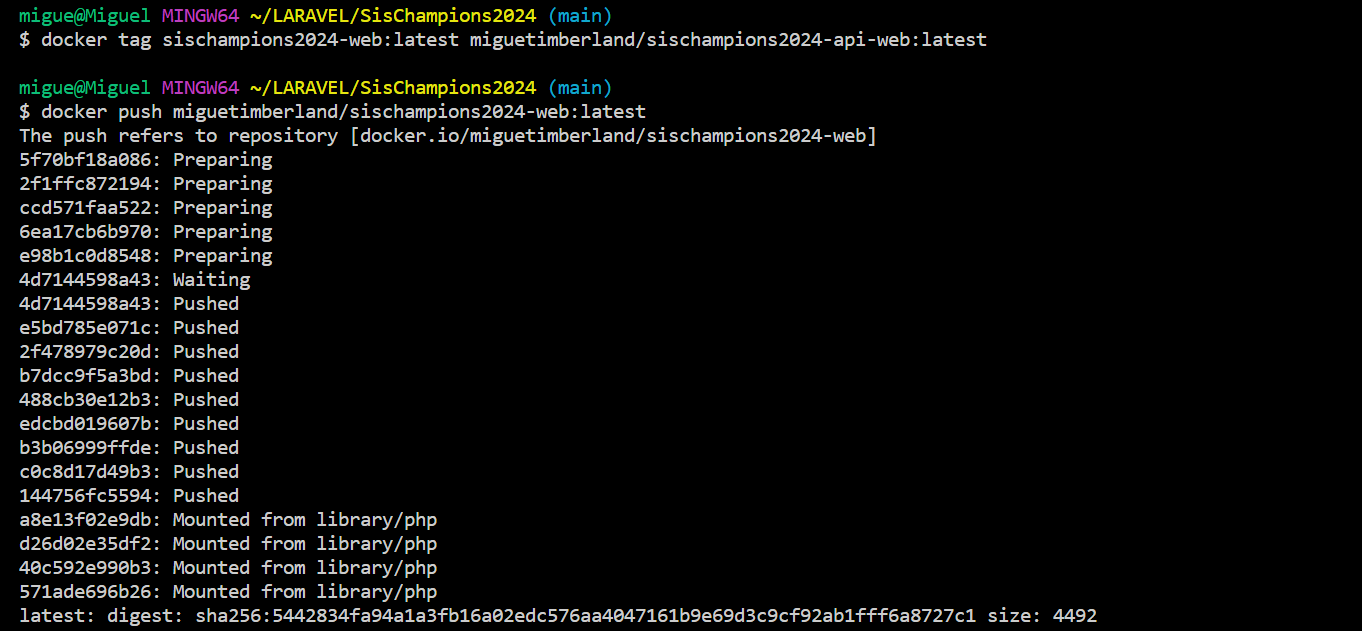 migue@Miguel MINGW64 ~/LARAVEL/SisChampions2024 (main)
$ docker tag sischampions2024-web:latest miguetimberland/sischampions2024-api-web:latest
migue@Miguel MINGW64 ~/LARAVEL/SisChampions2024 (main)
$ docker push miguetimberland/sischampions2024-web:latest
The push refers to repository [docker.io/miguetimberland/sischampions2024-web]
5f70bf18a086: Preparing
2f1ffc872194: Preparing
ccd571faa522: Preparing
6ea17cb6b970: Preparing
e98b1c0d8548: Preparing
4d7144598a43: Waiting
4d7144598a43: Pushed
e5bd785e071c: Pushed
2f478979c20d: Pushed
b7dcc9f5a3bd: Pushed
488cb30e12b3: Pushed
edcbd019607b: Pushed
b3b06999ffde: Pushed
c0c8d17d49b3: Pushed
144756fc5594: Pushed
a8e13f02e9db: Mounted from library/php
d26d02e35df2: Mounted from library/php
40c592e990b3: Mounted from library/php
571ade696b26: Mounted from library/php
latest: digest: sha256:5442834fa94a1a3fb16a02edc576aa4047161b9e69d3c9cf92ab1fff6a8727c1 size: 4492